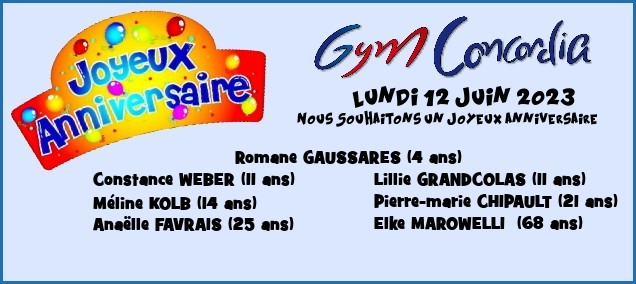 Joyeux
Anniversaire
Gym Concordia
LUNDI 12 JUIN 2023
NOUS SOUHAITONS UN JOYEUX ANNIVERSAIRE
Romane GAUSSARES (4 ans)
Constance WEBER (11 ans)
Lillie GRANDCOLAS (11 ans)
Méline KOLB (14 ans)
Pierre-marie CHIPAULT (21 ans)
Anaëlle FAVRAIS (25 ans)
Elke MAROWELLI (68 ans)